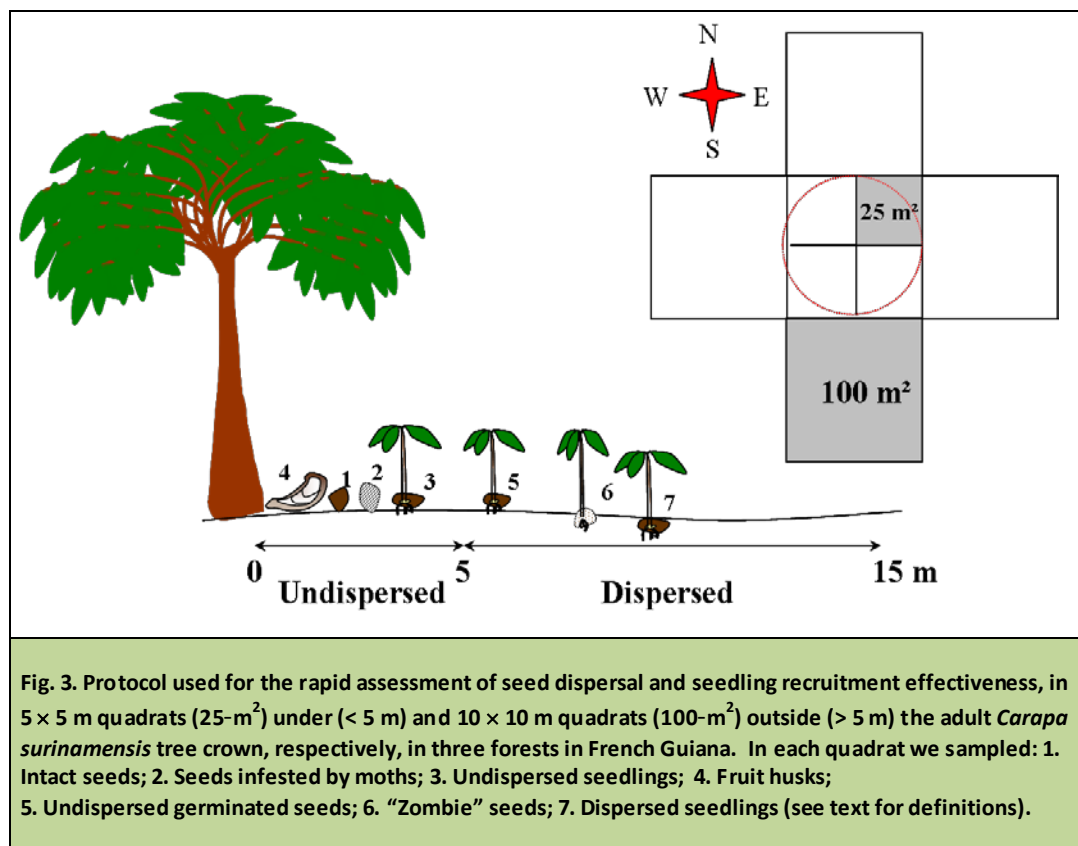 N
W E
S
25 m²
100 m²
4 1 2 3 5 6 7
0 5 15 m
Undispersed Dispersed
Fig. 3. Protocol used for the rapid assessment of seed dispersal and seedling recruitment effectiveness, in
5 × 5 m quadrats (25-m²) under (< 5 m) and 10 × 10 m quadrats (100-m²) outside (> 5 m) the adult Carapa
surinamensis tree crown, respectively, in three forests in French Guiana. In each quadrat we sampled: 1.
Intact seeds; 2. Seeds infested by moths; 3. Undispersed seedlings; 4. Fruit husks;
5. Undispersed germinated seeds; 6. “Zombie” seeds; 7. Dispersed seedlings (see text for definitions).